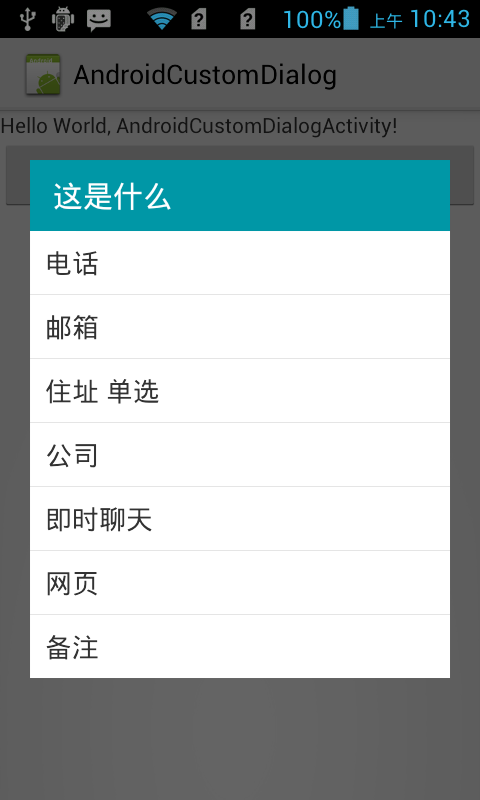 100% 上午 10:43
AndroidCustomDialog
Hello World, AndroidCustomDialogActivity!
这是什么
电话
邮箱
住址 单选
公司
即时聊天
网页
备注